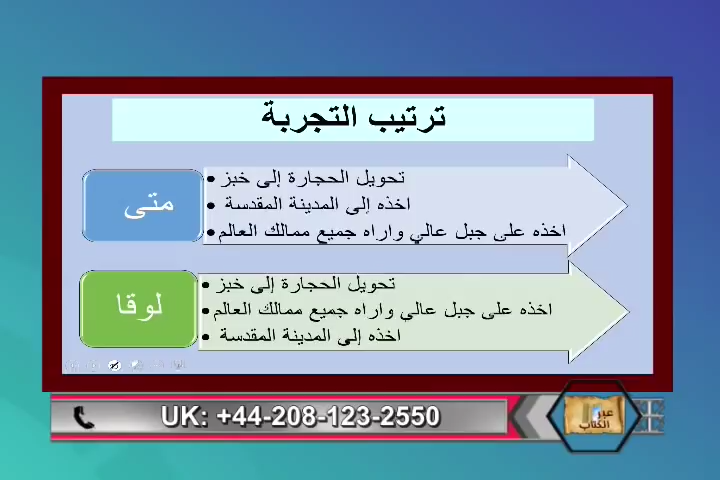 ترتيب التجربة
متى
• تحويل الحجارة إلى خبز
• اخذه إلى المدينة المقدسة
• اخذه على جبل عالي واراه جميع ممالك العالم
لوقا
• تحويل الحجارة إلى خبز
• اخذه على جبل عالي واراه جميع ممالك العالم
• اخذه إلى المدينة المقدسة
UK: +44-208-123-2550
عبر
الكتاب